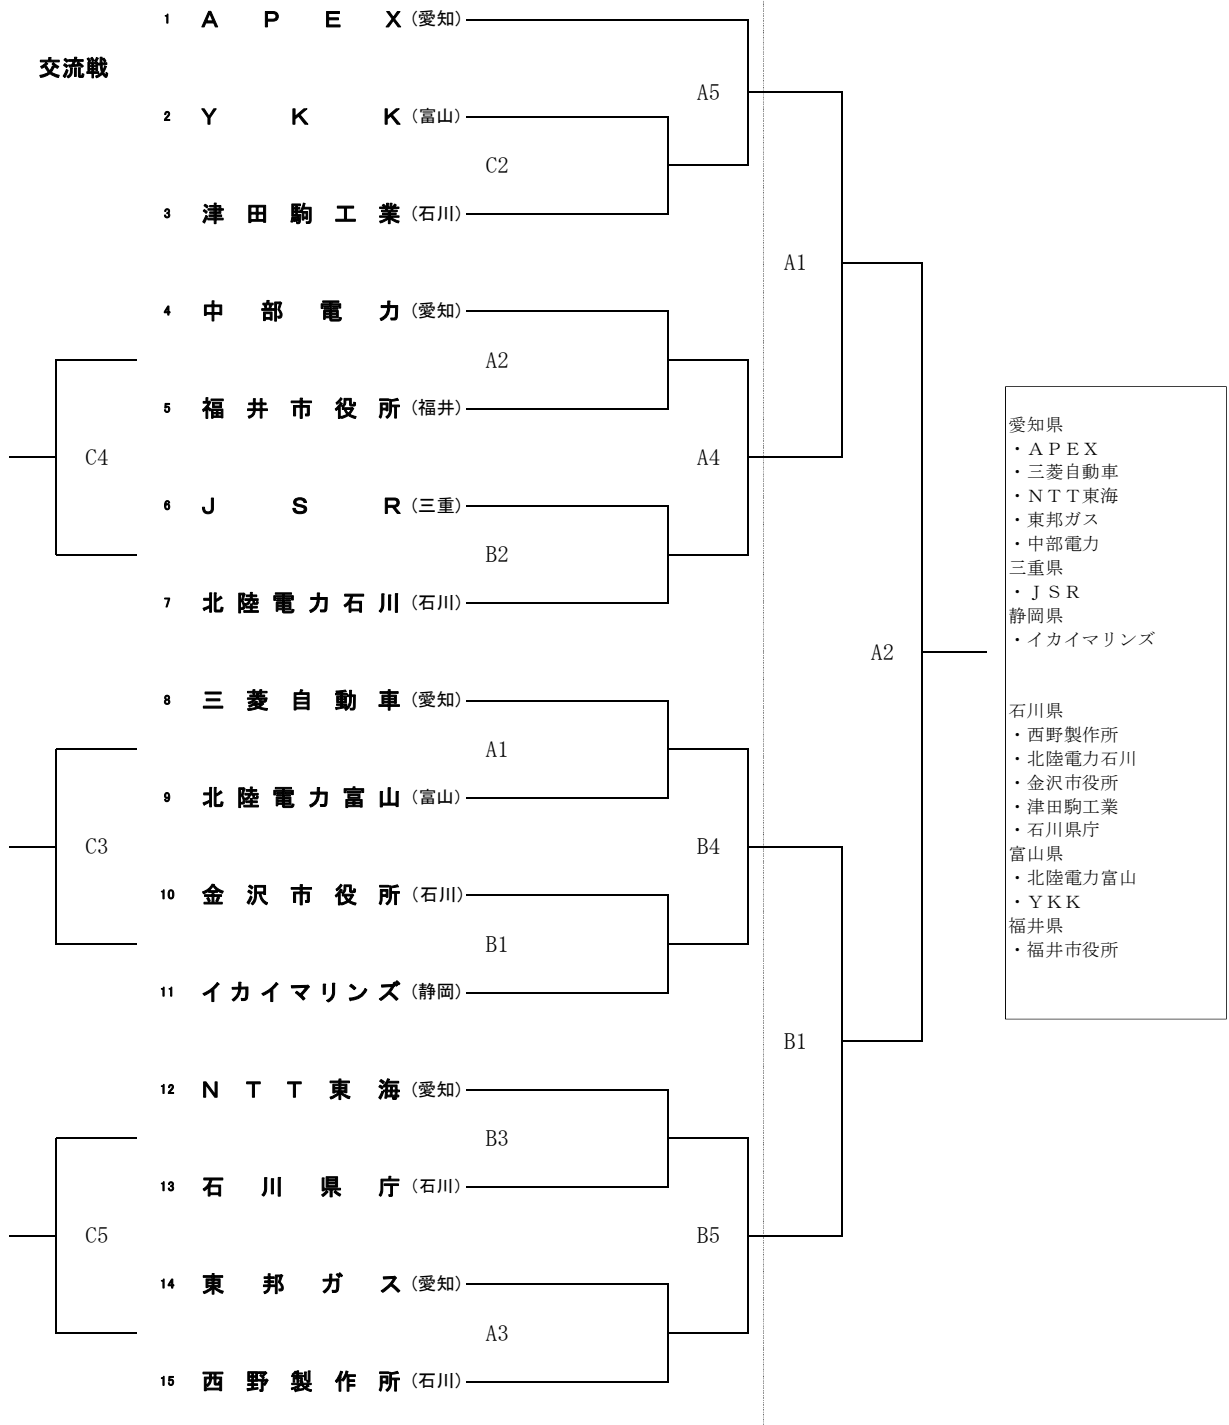 1 ＡＰＥＸ（愛知）
交流戦
A5
2 ＹＫＫ（富山）
C2
3 津田駒工業（石川）
A1
4 中部電力（愛知）
A2
5 福井市役所（福井）
C4
A4
6 ＪＳＲ（三重）
B2
7 北陸電力石川（石川）
A2
8 三菱自動車（愛知）
A1
9 北陸電力富山（富山）
C3
B4
10 金沢市役所（石川）
B1
11 イカイマリンズ（静岡）
B1
12 ＮＴＴ東海（愛知）
B3
13 石川県庁（石川）
C5
B5
14 東邦ガス（愛知）
A3
15 西野製作所（石川）
愛知県
・ＡＰＥＸ
・三菱自動車
・ＮＴＴ東海
・東邦ガス
・中部電力
三重県
・ＪＳＲ
静岡県
・イカイマリンズ
石川県
・西野製作所
・北陸電力石川
・金沢市役所
・津田駒工業
・石川県庁
富山県
・北陸電力富山
・ＹＫＫ
福井県
・福井市役所